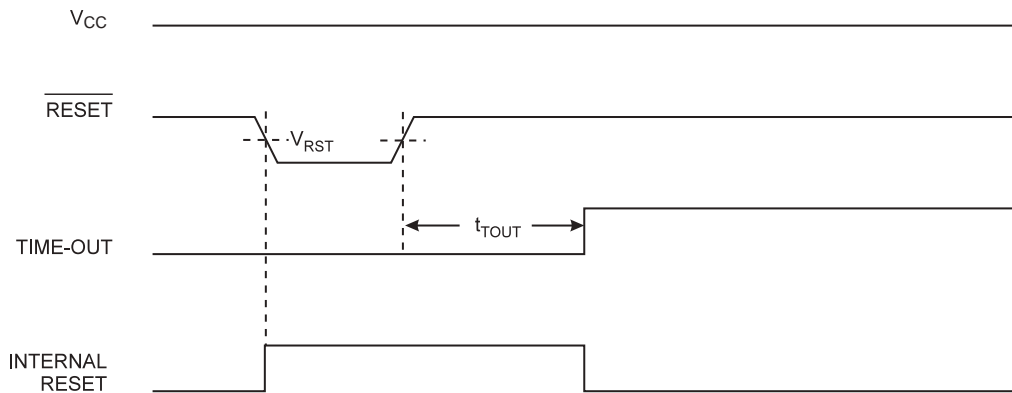 VCC
RESET
VRST
tTOUT
TIME-OUT
INTERNAL
RESET